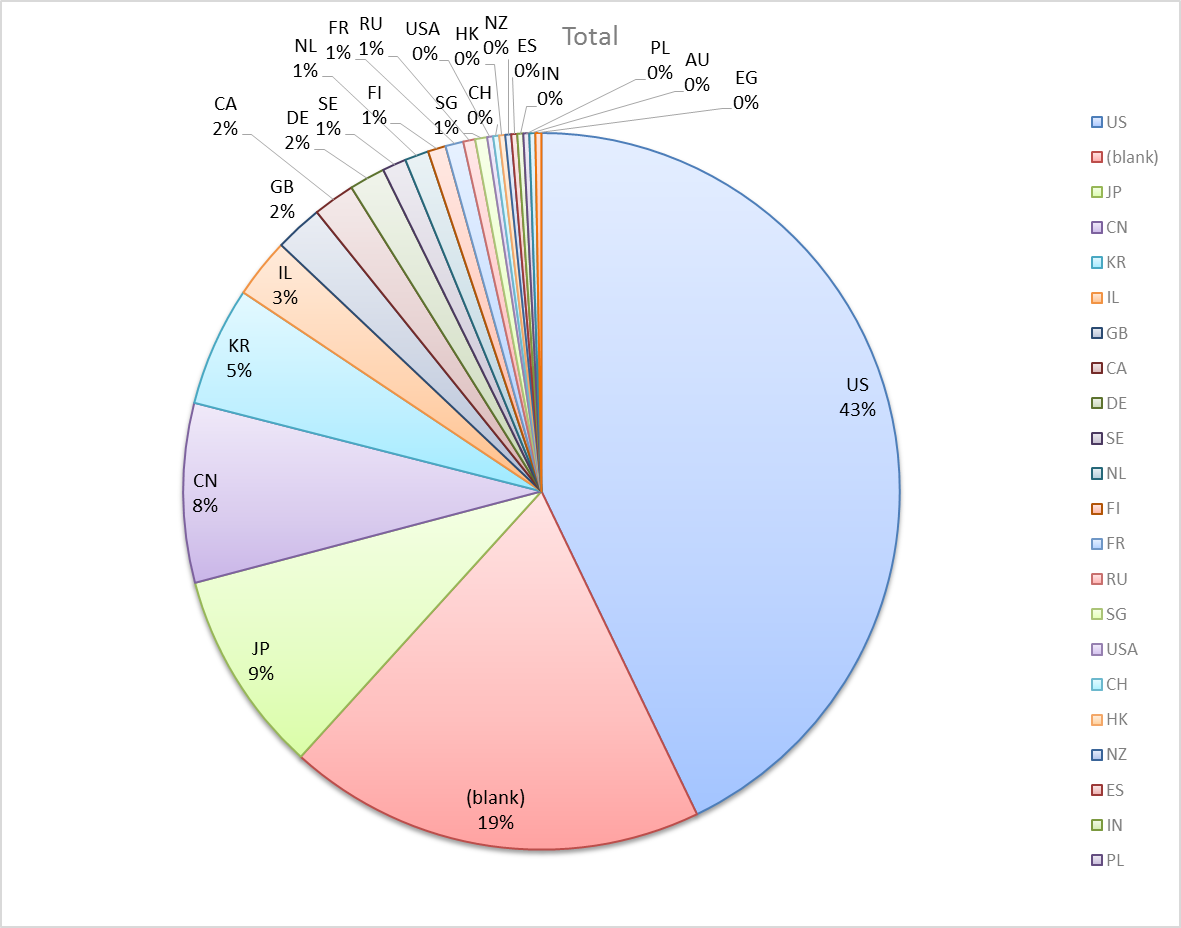 Total
US
43%
(blank)
19%
JP
9%
CN
8%
KR
5%
IL
3%
GB
2%
CA
2%
DE
2%
SE
1%
NL
1%
FI
1%
FR
1%
RU
1%
SG
1%
USA
0%
CH
0%
HK
0%
NZ
0%
ES
0%
IN
0%
PL
0%
AU
0%
EG
0%
US
(blank)
JP
CN
KR
IL
GB
CA
DE
SE
NL
FI
FR
RU
SG
USA
CH
HK
NZ
ES
IN
PL